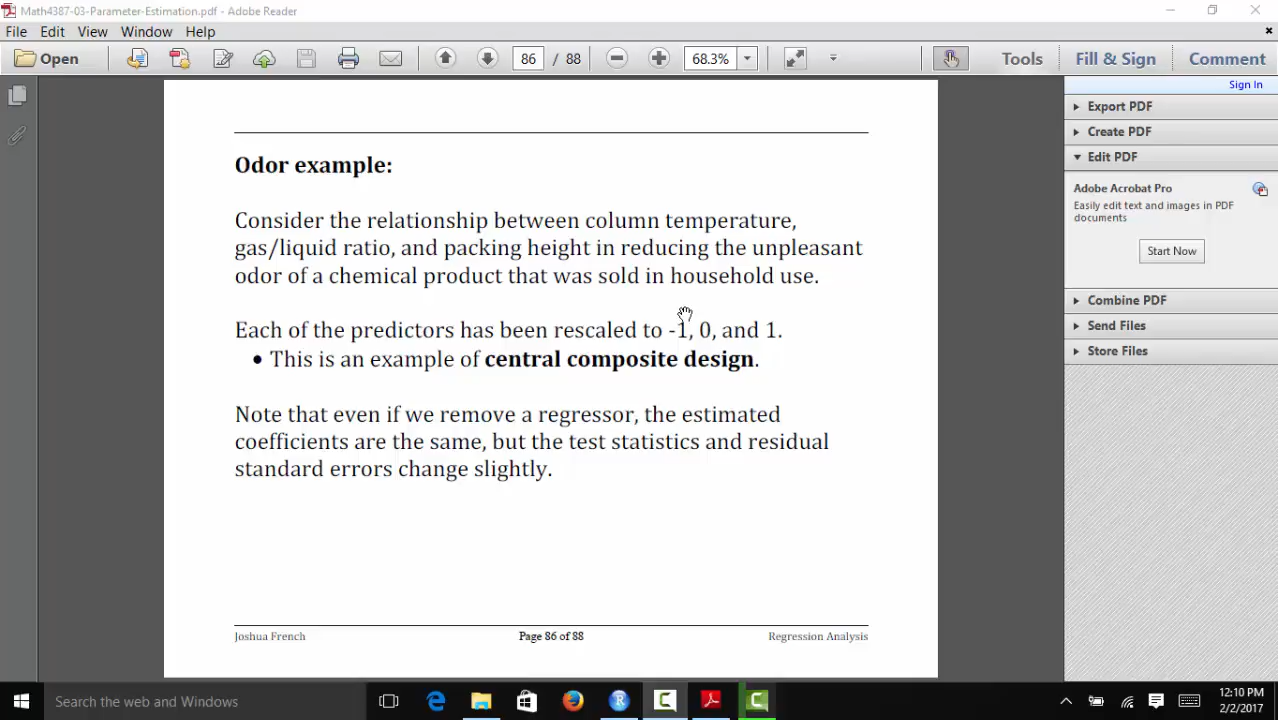 Math4387-03-Parameter-Estimation.pdf - Adobe Reader
File Edit View Window Help
Open 86 / 88 68.3% Tools Fill & Sign Comment
Sign In
Export PDF
Create PDF
Edit PDF
Adobe Acrobat Pro
Easily edit text and images in PDF
documents
Start Now
Combine PDF
Send Files
Store Files
Odor example:
Consider the relationship between column temperature,
gas/liquid ratio, and packing height in reducing the unpleasant
odor of a chemical product that was sold in household use.
Each of the predictors has been rescaled to -1, 0, and 1.
• This is an example of central composite design.
Note that even if we remove a regressor, the estimated
coefficients are the same, but the test statistics and residual
standard errors change slightly.
Joshua French Page 86 of 88 Regression Analysis
Search the web and Windows
12:10 PM
2/2/2017